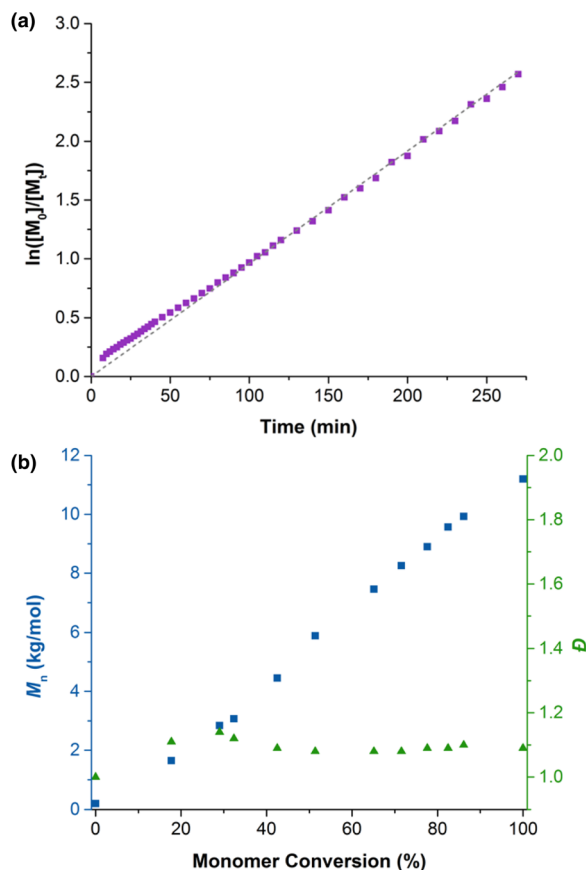 (a)
3.0
2.5
2.0
1.5
1.0
0.5
0.0
ln([M₀]/[Mₜ])
0 50 100 150 200 250
Time (min)
(b)
12
10
8
6
4
2
0
Mₙ (kg/mol)
2.0
1.8
1.6
1.4
1.2
1.0
Đ
0 20 40 60 80 100
Monomer Conversion (%)